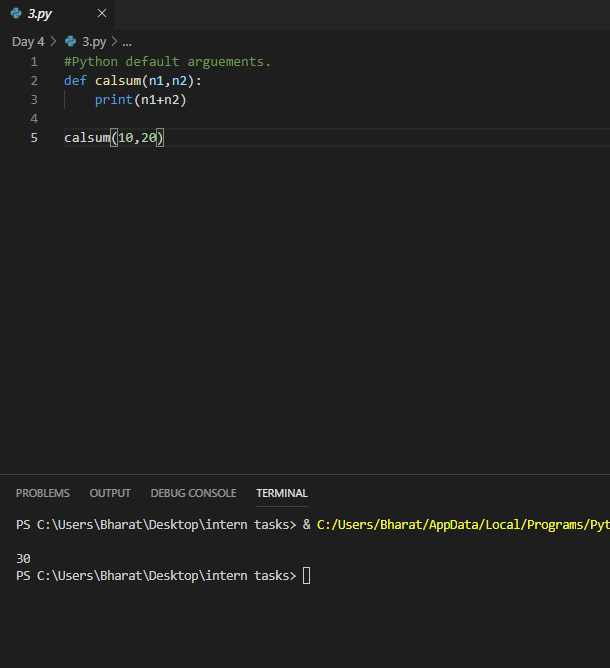 3.py
Day 4 > 3.py > ...
1 #Python default arguements.
2 def calsum(n1,n2):
3     print(n1+n2)
4
5 calsum(10,20)
PROBLEMS OUTPUT DEBUG CONSOLE TERMINAL
PS C:\Users\Bharat\Desktop\intern tasks> & C:/Users/Bharat/AppData/Local/Programs/Pyt
30
PS C:\Users\Bharat\Desktop\intern tasks>